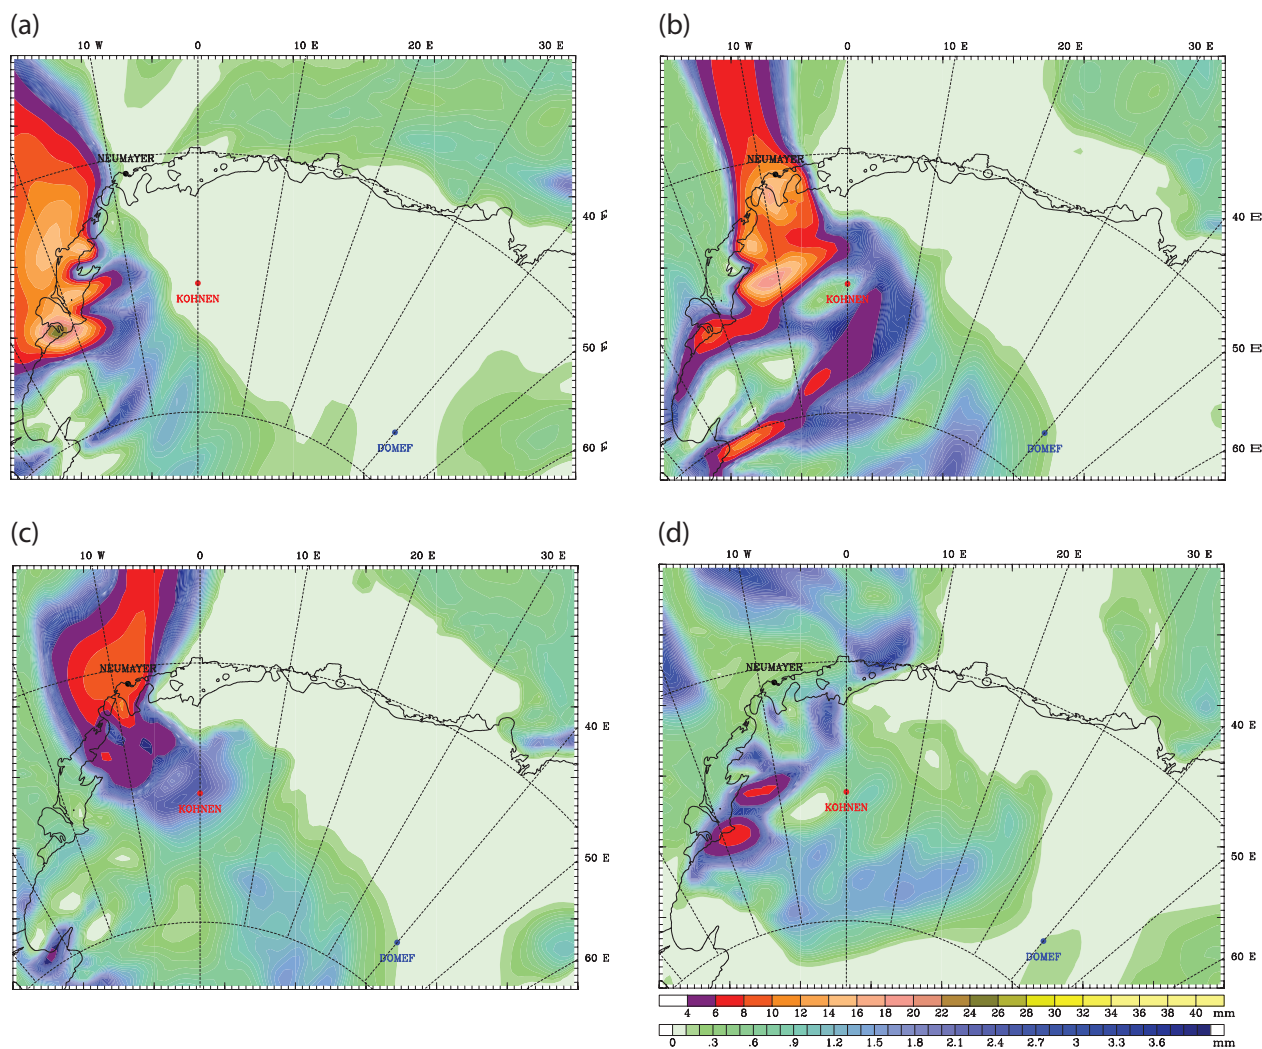 (a)
10 W 0 10 E 20 E 30 E
NEUMAYER
KOHNEN
DOMEF
40 E
50 E
60 E
(b)
10 W 0 10 E 20 E 30 E
NEUMAYER
KOHNEN
DOMEF
40 E
50 E
60 E
(c)
10 W 0 10 E 20 E 30 E
NEUMAYER
KOHNEN
DOMEF
40 E
50 E
60 E
(d)
10 W 0 10 E 20 E 30 E
NEUMAYER
KOHNEN
DOMEF
40 E
50 E
60 E
4 6 8 10 12 14 16 18 20 22 24 26 28 30 32 34 36 38 40 mm
0 .3 .6 .9 1.2 1.5 1.8 2.1 2.4 2.7 3 3.3 3.6 mm